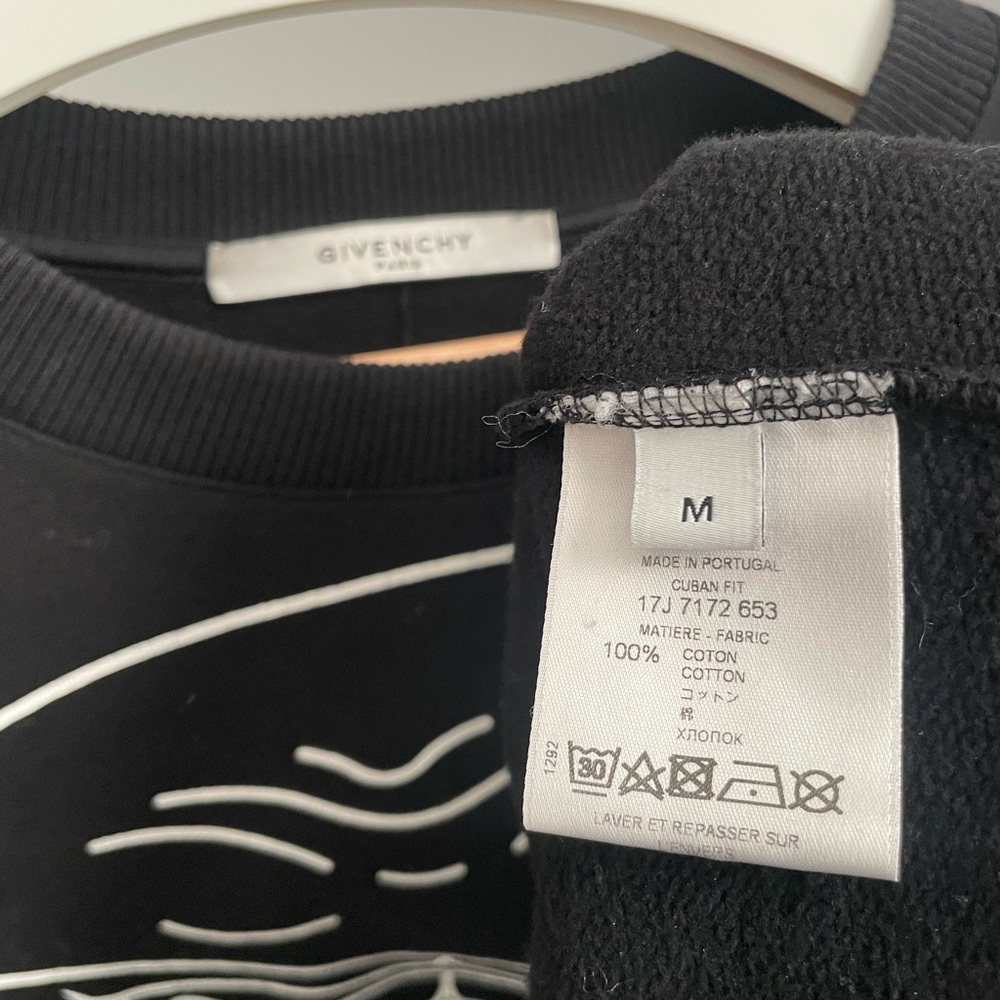 GIVENCHY
PARIS
M
MADE IN PORTUGAL
CUBAN FIT
17J 7172 653
MATIERE - FABRIC
100% COTON
COTTON
コットン
棉
ХЛОПОК
1292
30
LAVER ET REPASSER SUR
L'ENVERS